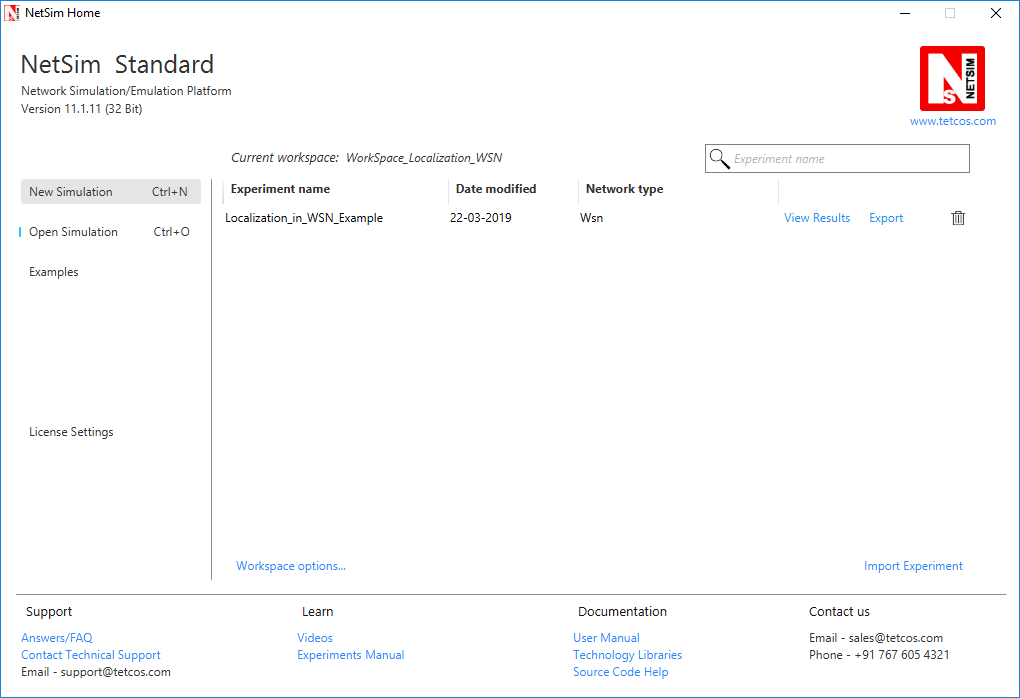 NetSim Home
NetSim Standard
Network Simulation/Emulation Platform
Version 11.1.11 (32 Bit)
NETSIM
www.tetcos.com
Current workspace: WorkSpace_Localization_WSN
Experiment name
New Simulation Ctrl+N
Open Simulation Ctrl+O
Examples
License Settings
Experiment name Date modified Network type
Localization_in_WSN_Example 22-03-2019 Wsn View Results Export
Workspace options... Import Experiment
Support
Answers/FAQ
Contact Technical Support
Email - support@tetcos.com
Learn
Videos
Experiments Manual
Documentation
User Manual
Technology Libraries
Source Code Help
Contact us
Email - sales@tetcos.com
Phone - +91 767 605 4321